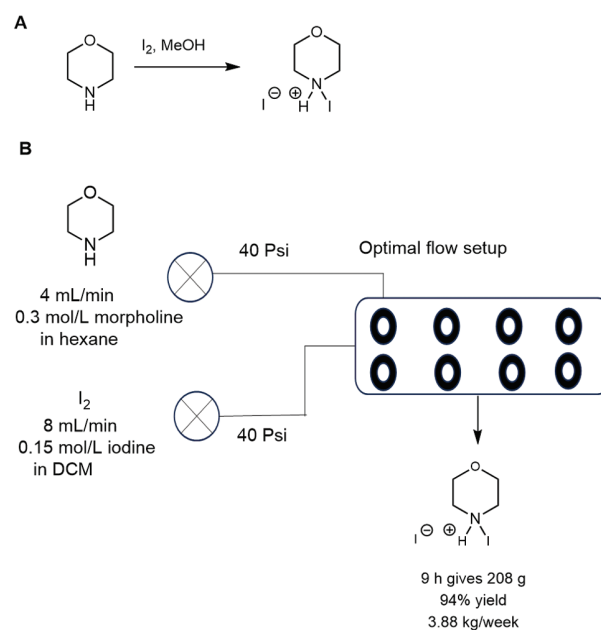 A
O
N
H
I2, MeOH
O
N
I ⊖ ⊕ H I
B
O
N
H
4 mL/min
0.3 mol/L morpholine
in hexane
40 Psi
Optimal flow setup
I2
8 mL/min
0.15 mol/L iodine
in DCM
40 Psi
O
N
I ⊖ ⊕ H I
9 h gives 208 g
94% yield
3.88 kg/week